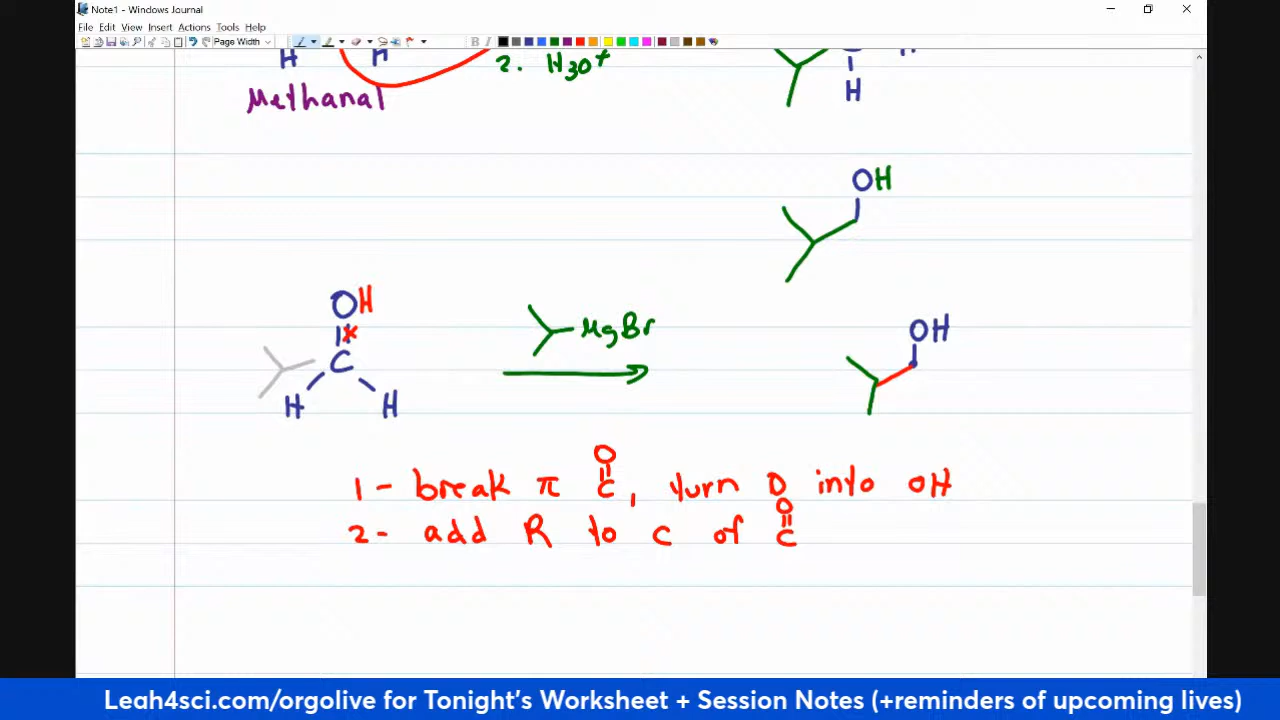 Note1 - Windows Journal
File Edit View Insert Actions Tools Help
Page Width B I
H H 2. H3O+
Methanal H
OH
OH MgBr OH
C
H H
O
1 - break π C, turn O into OH
O
2 - add R to C of C
Leah4sci.com/orgolive for Tonight's Worksheet + Session Notes (+reminders of upcoming lives)